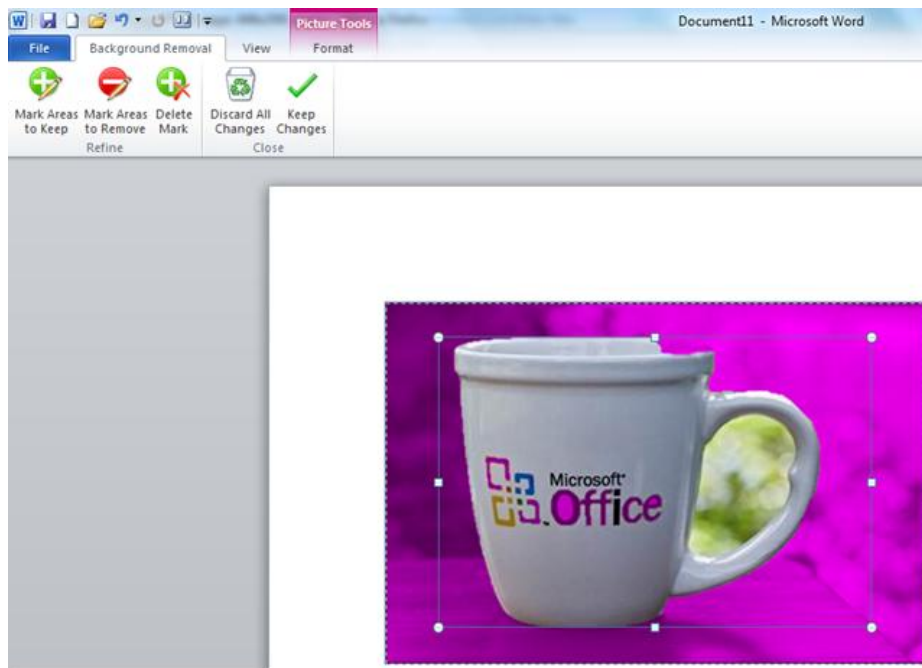 Picture Tools
Document11 - Microsoft Word
File Background Removal View Format
Mark Areas to Keep
Mark Areas to Remove
Delete Mark
Discard All Changes
Keep Changes
Refine
Close
Microsoft
Office